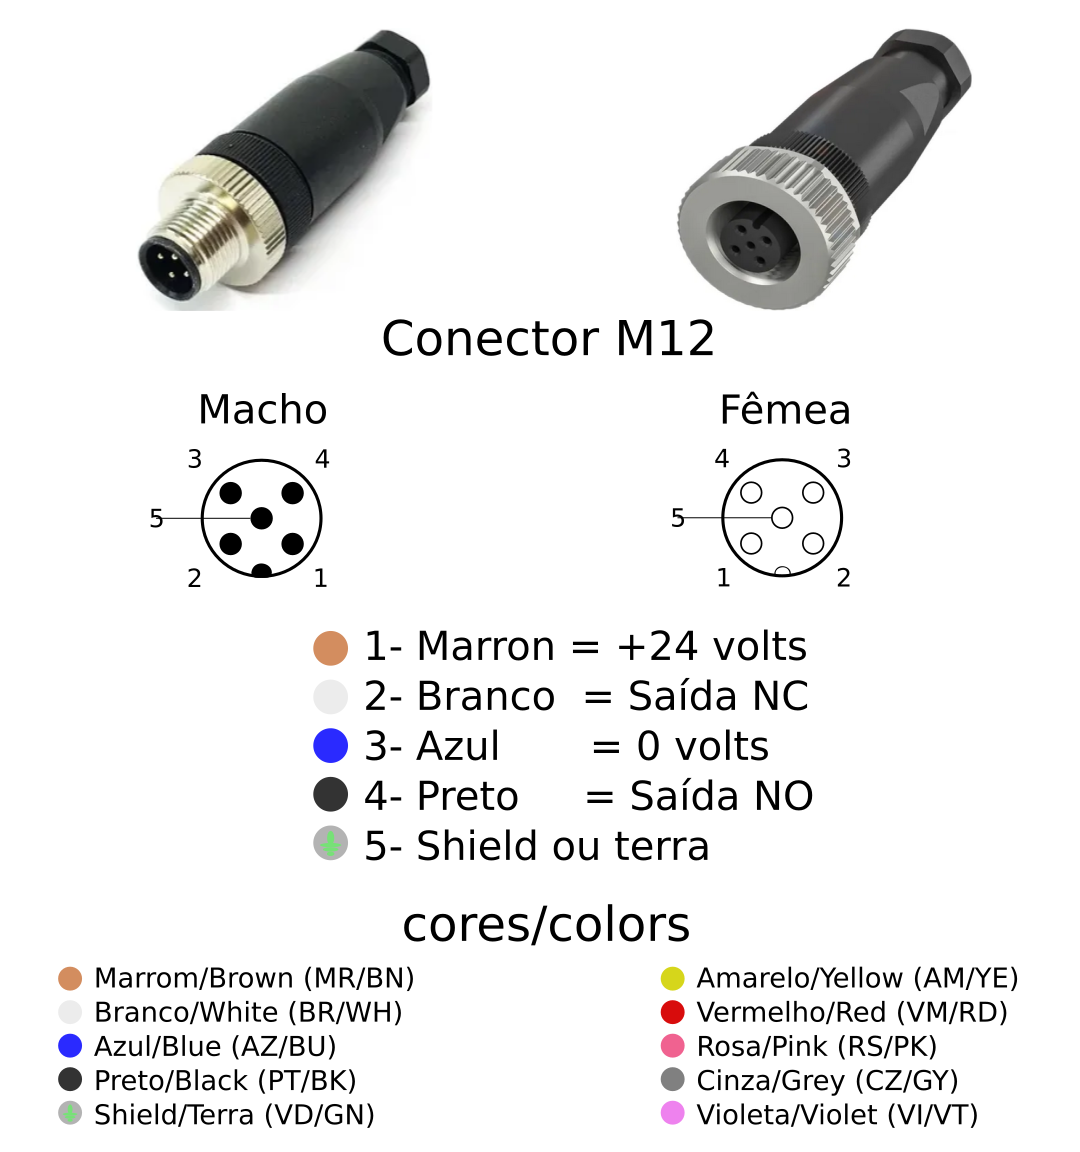 Conector M12
Macho
Fêmea
3 4
5
2 1
4 3
5
1 2
1- Marron = +24 volts
2- Branco = Saída NC
3- Azul = 0 volts
4- Preto = Saída NO
5- Shield ou terra
cores/colors
Marrom/Brown (MR/BN)
Branco/White (BR/WH)
Azul/Blue (AZ/BU)
Preto/Black (PT/BK)
Shield/Terra (VD/GN)
Amarelo/Yellow (AM/YE)
Vermelho/Red (VM/RD)
Rosa/Pink (RS/PK)
Cinza/Grey (CZ/GY)
Violeta/Violet (VI/VT)